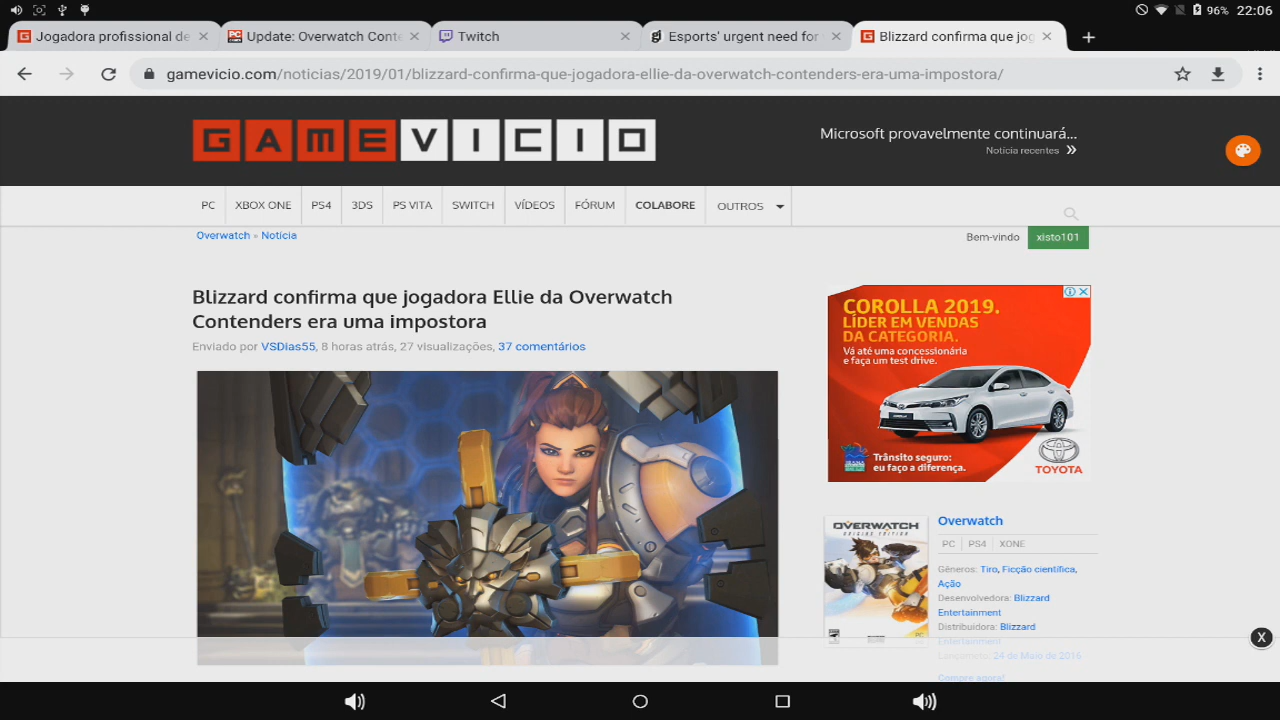 96% 22:06
Jogadora profissional de
Update: Overwatch Conte
Twitch
Esports' urgent need for
Blizzard confirma que jog
gamevicio.com/noticias/2019/01/blizzard-confirma-que-jogadora-ellie-da-overwatch-contenders-era-uma-impostora/
GAMEVICIO
Microsoft provavelmente continuará...
Notícia recentes »
PC XBOX ONE PS4 3DS PS VITA SWITCH VÍDEOS FÓRUM COLABORE OUTROS
Overwatch » Notícia
Bem-vindo xisto101
Blizzard confirma que jogadora Ellie da Overwatch
Contenders era uma impostora
Enviado por VSDias55, 8 horas atrás, 27 visualizações, 37 comentários
COROLLA 2019.
LÍDER EM VENDAS
DA CATEGORIA.
Vá até uma concessionária
e faça um test drive.
Trânsito seguro:
eu faço a diferença.
TOYOTA
OVERWATCH
ORIGINS EDITION
Overwatch
PC PS4 XONE
Gêneros: Tiro, Ficção científica,
Ação
Desenvolvedora: Blizzard
Entertainment
Distribuidora: Blizzard
Entertainment
Lançamento: 24 de Maio de 2016
Compre agora!
X